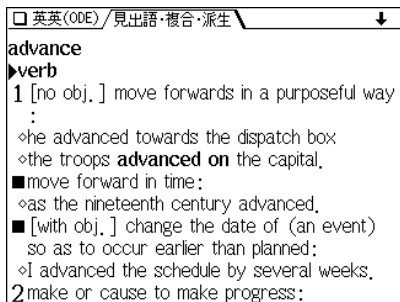 英英(ODE) 見出語・複合・派生
advance
▶verb
1 [no obj.] move forwards in a purposeful way
:
◇he advanced towards the dispatch box
◇the troops advanced on the capital.
■move forward in time:
◇as the nineteenth century advanced.
■[with obj.] change the date of (an event)
so as to occur earlier than planned:
◇I advanced the schedule by several weeks.
2 make or cause to make progress: